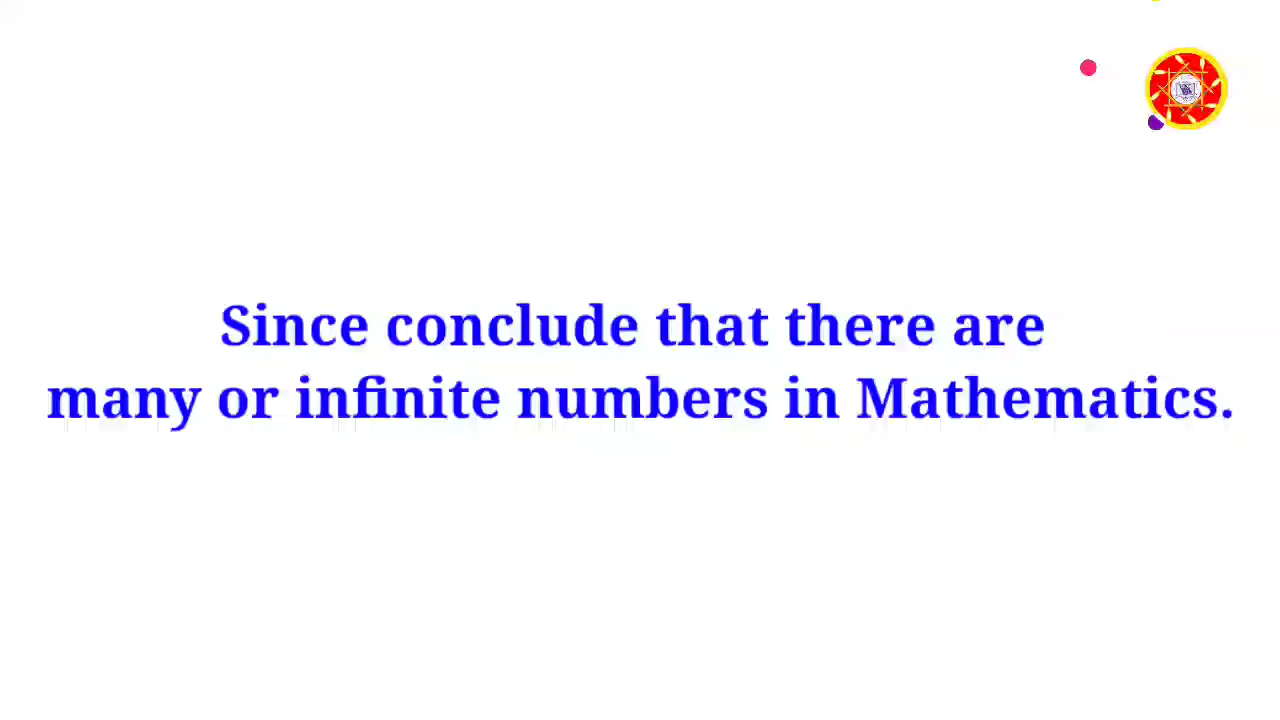 Since conclude that there are
many or infinite numbers in Mathematics.